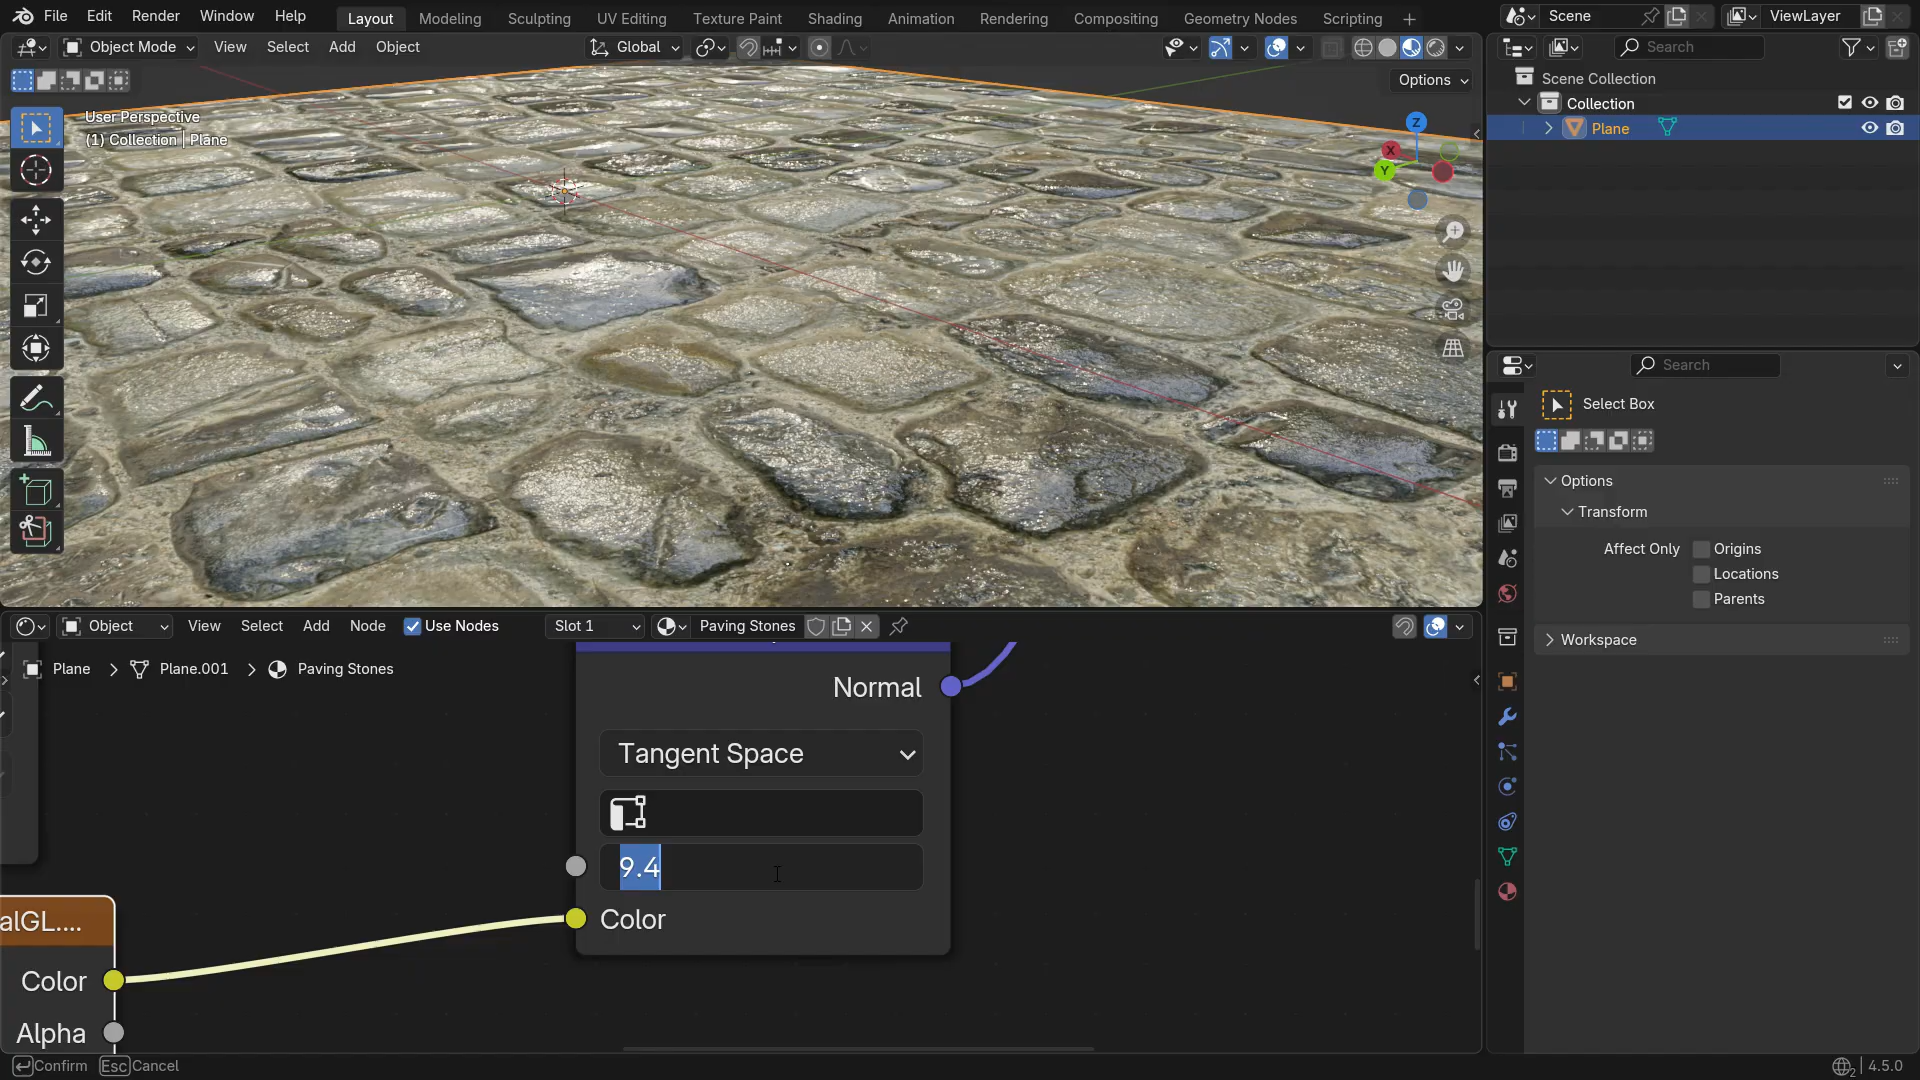 File Edit Render Window Help
Layout Modeling Sculpting UV Editing Texture Paint Shading Animation Rendering Compositing Geometry Nodes Scripting
Scene
ViewLayer
Object Mode View Select Add Object
Global
Search
Options
User Perspective
(1) Collection | Plane
Z
X
Y
Scene Collection
Collection
Plane
Search
Select Box
Options
Transform
Affect Only Origins
Locations
Parents
Workspace
Object View Select Add Node Use Nodes Slot 1 Paving Stones
Plane Plane.001 Paving Stones
Normal
Tangent Space
9.4
Color
alGL....
Color
Alpha
Confirm Esc Cancel
2 4.5.0